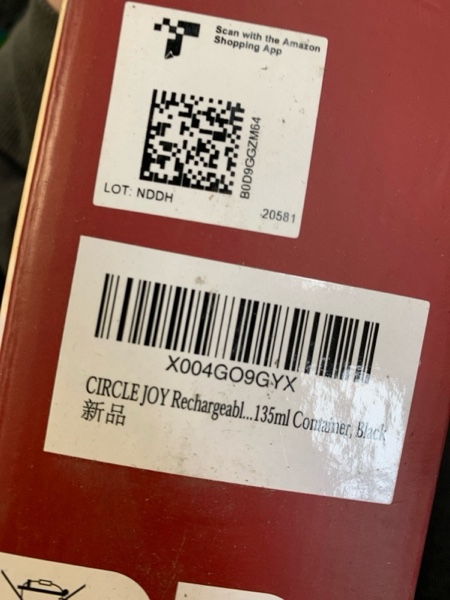 Scan with the Amazon
Shopping App
B0D9GGZM64
LOT: NDDH
20581
X004GO9GYX
CIRCLE JOY Rechargeabl...135ml Container, Black
新品